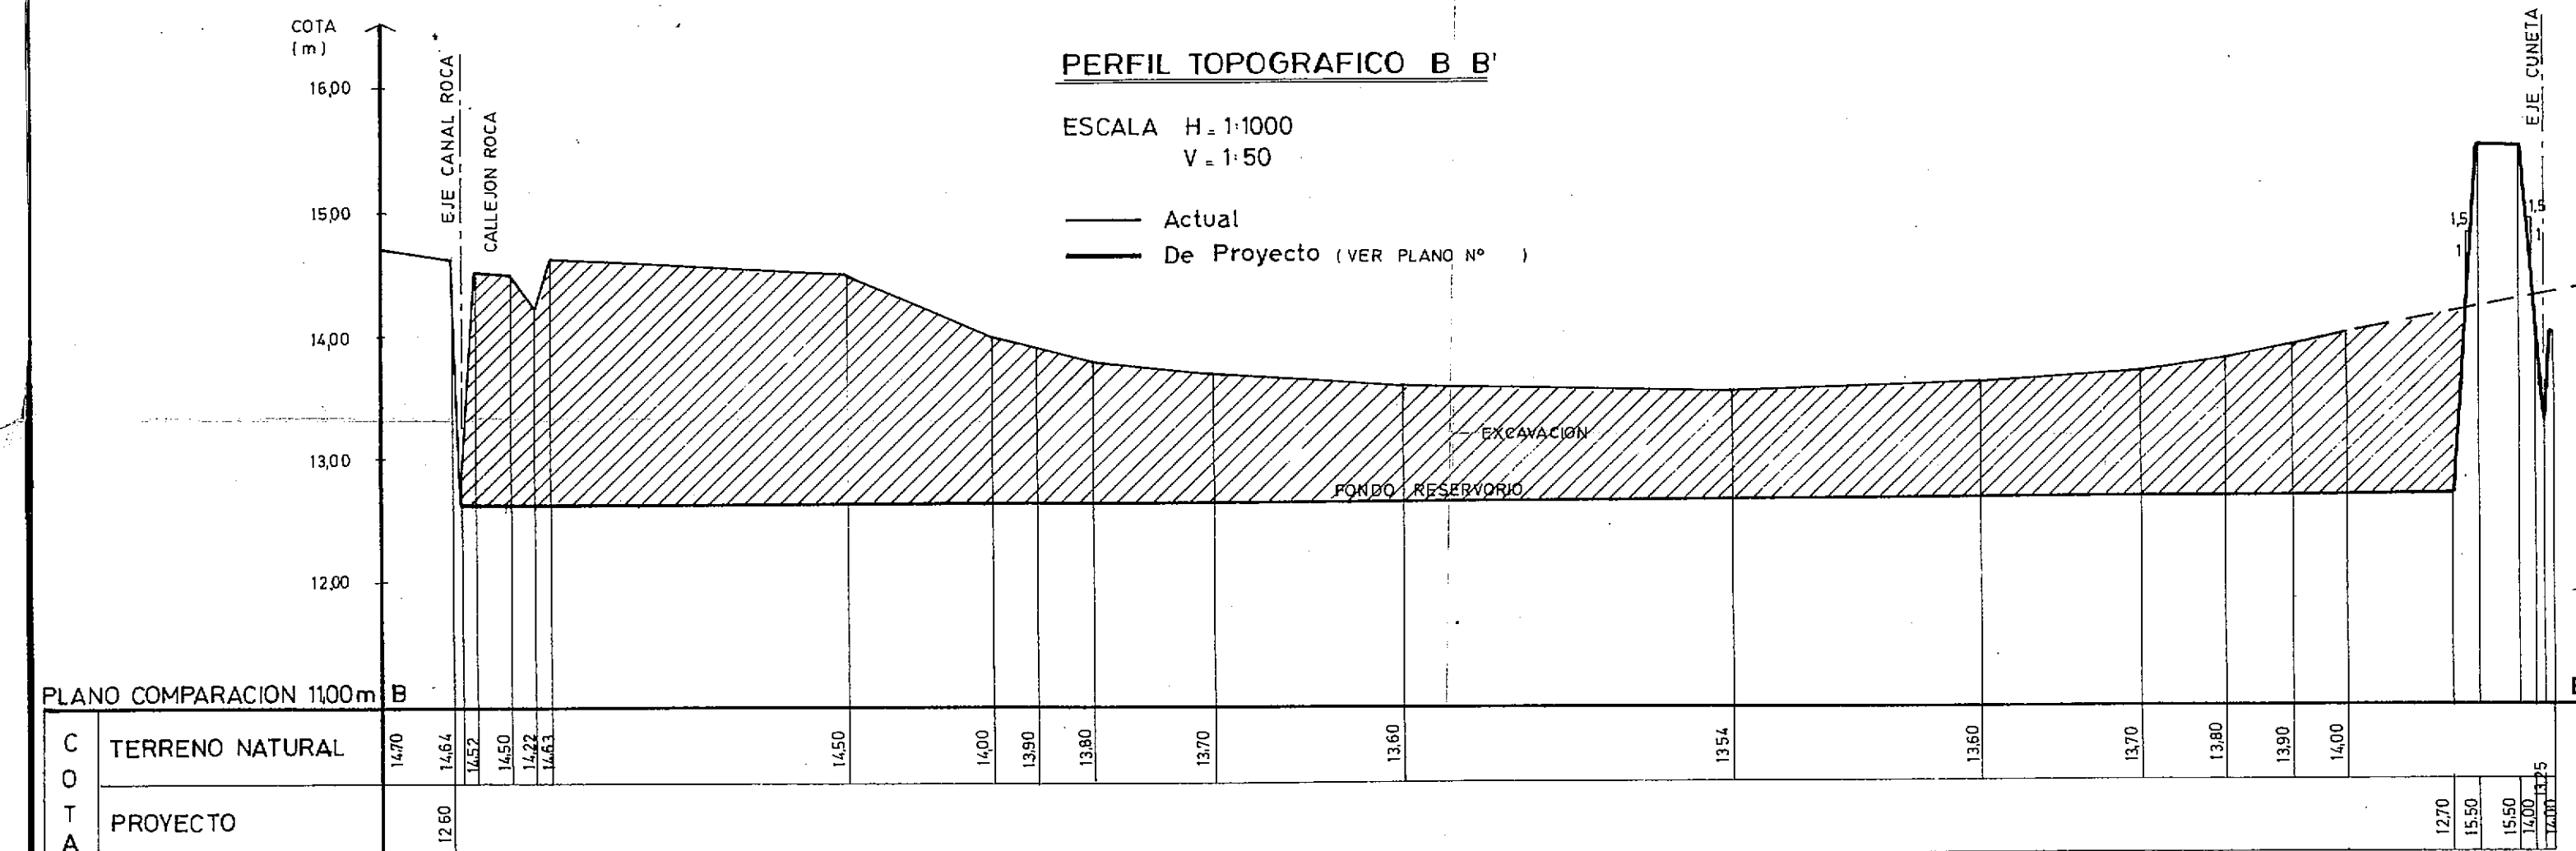 COTA
(m)
16,00
15,00
14,00
13,00
12,00
EJE CANAL ROCA
CALLEJON ROCA
PERFIL TOPOGRAFICO B B'
ESCALA H = 1:1000
V = 1:50
Actual
De Proyecto (VER PLANO Nº )
EJE CUNETA
1,5
1
1,5
1
EXCAVACION
FONDO RESERVORIO
PLANO COMPARACION 11,00m B
COTA
TERRENO NATURAL 14,70 14,64 14,52 14,50 14,22 14,63 14,50 14,00 13,90 13,80 13,70 13,60 13,54 13,60 13,70 13,80 13,90 14,00
PROYECTO 12,60 12,70 15,50 15,50 14,00 13,25 14,00